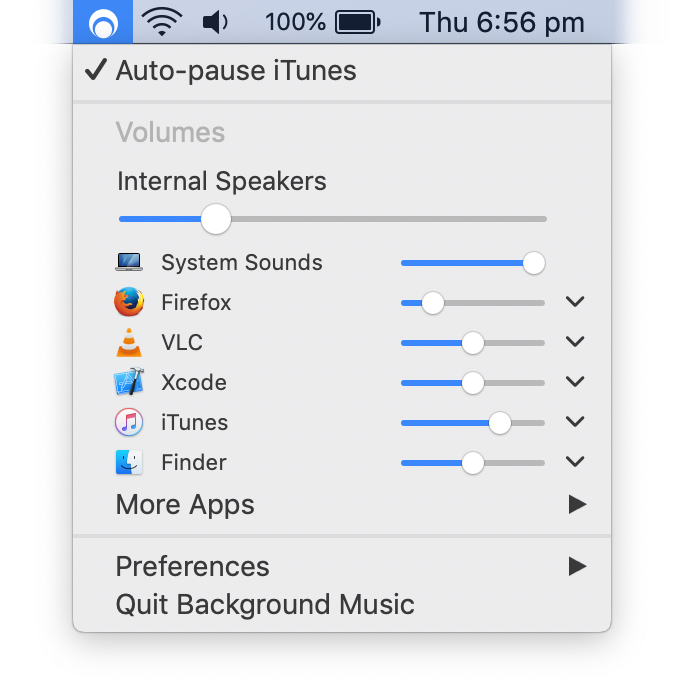 100% Thu 6:56 pm
✓ Auto-pause iTunes
Volumes
Internal Speakers
System Sounds
Firefox
VLC
Xcode
iTunes
Finder
More Apps
Preferences
Quit Background Music